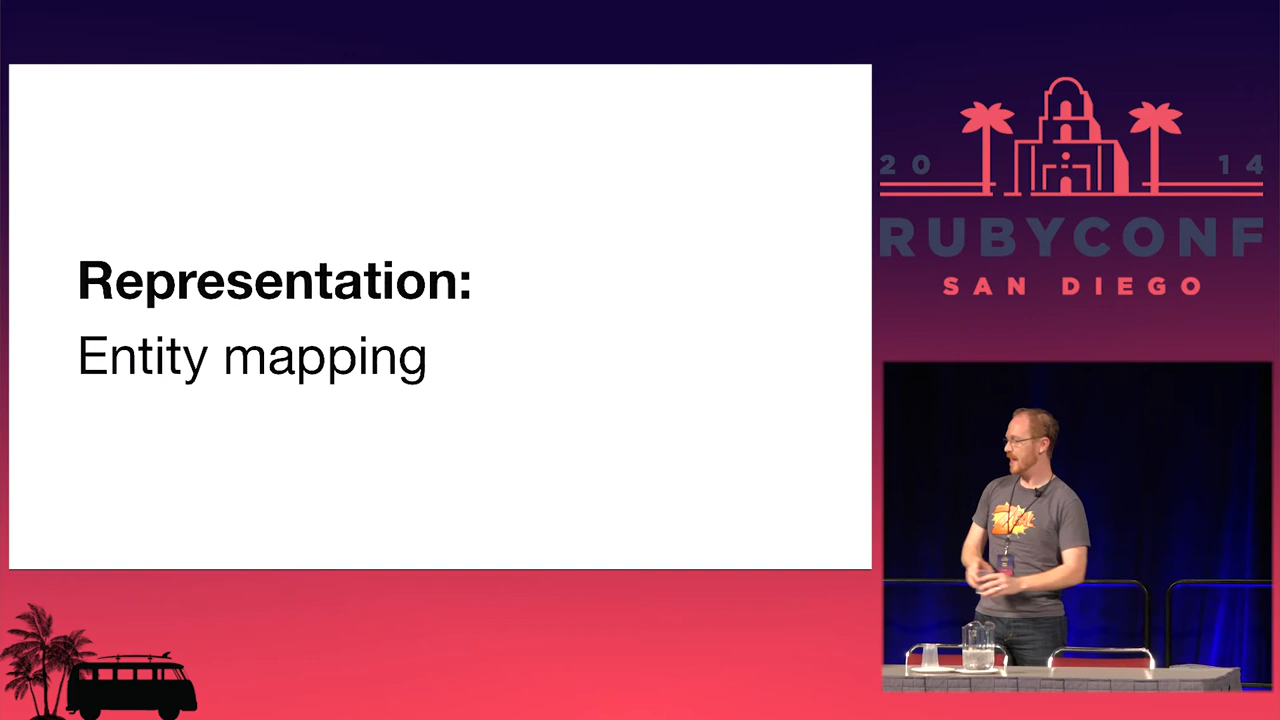 Representation:
Entity mapping
20 14
RUBYCONF
SAN DIEGO